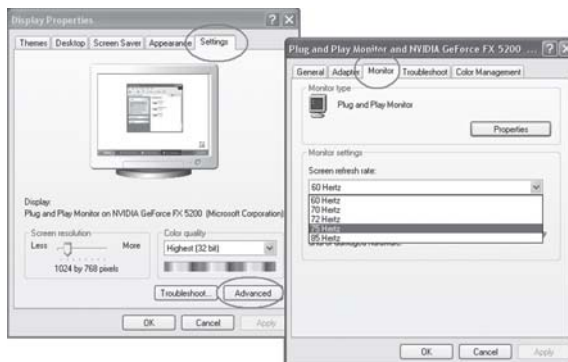 Display Properties
Themes
Desktop
Screen Saver
Appearance
Settings
Display:
Plug and Play Monitor on NVIDIA GeForce FX 5200 (Microsoft Corporation)
Screen resolution
Less
More
1024 by 768 pixels
Color quality
Highest (32 bit)
Troubleshoot...
Advanced
OK
Cancel
Apply
Plug and Play Monitor and NVIDIA GeForce FX 5200 ...
General
Adapter
Monitor
Troubleshoot
Color Management
Monitor type
Plug and Play Monitor
Properties
Monitor settings
Screen refresh rate:
60 Hertz
60 Hertz
70 Hertz
72 Hertz
75 Hertz
85 Hertz
OK
Cancel
Apply